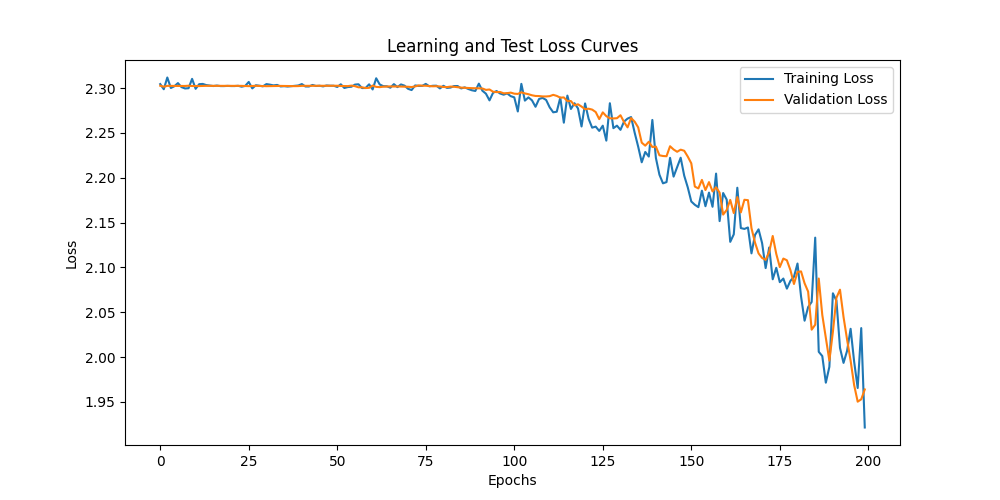 Learning and Test Loss Curves
Training Loss
Validation Loss
2.30
2.25
2.20
2.15
2.10
2.05
2.00
1.95
Loss
0 25 50 75 100 125 150 175 200
Epochs